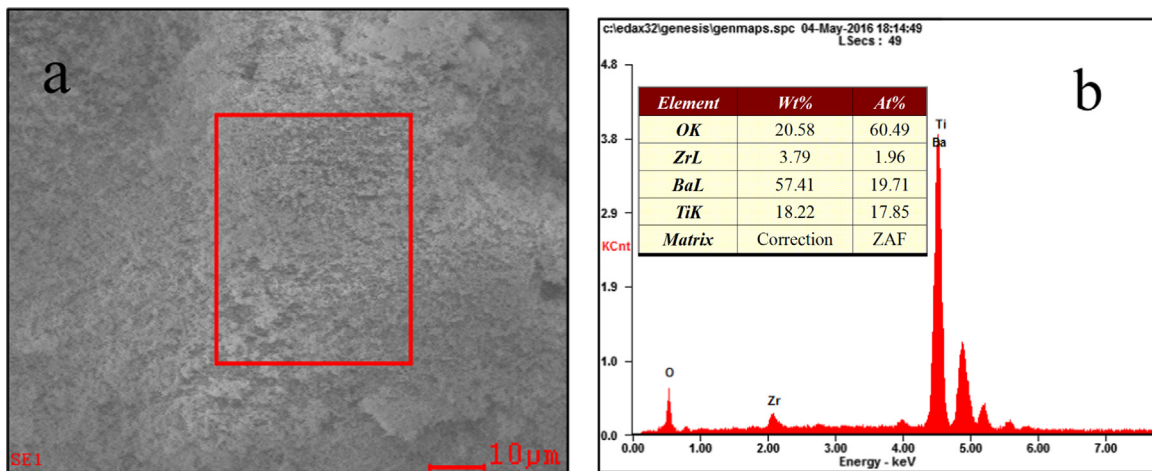 a
SE1
10μm
c:\edax32\genesis\genmaps.spc 04-May-2016 18:14:49
LSecs : 49
b
Element Wt% At%
OK 20.58 60.49
ZrL 3.79 1.96
BaL 57.41 19.71
TiK 18.22 17.85
Matrix Correction ZAF
4.8
3.8
2.9
KCnt
1.9
1.0
0.0
Ti
Ba
O
Zr
0.00 1.00 2.00 3.00 4.00 5.00 6.00 7.00
Energy - keV